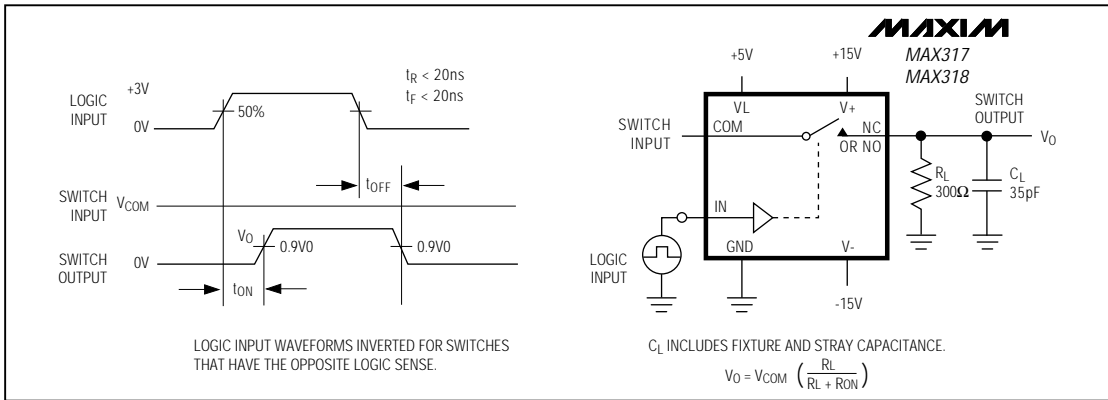 +3V
LOGIC
INPUT
0V
50%
tR < 20ns
tF < 20ns
tOFF
SWITCH
INPUT
VCOM
SWITCH
OUTPUT
VO
0V
0.9V0
0.9V0
tON
LOGIC INPUT WAVEFORMS INVERTED FOR SWITCHES
THAT HAVE THE OPPOSITE LOGIC SENSE.
MAXIM
MAX317
MAX318
+5V
+15V
VL
V+
SWITCH
INPUT
COM
NC
OR NO
SWITCH
OUTPUT
VO
RL
300Ω
CL
35pF
IN
LOGIC
INPUT
GND
V-
-15V
CL INCLUDES FIXTURE AND STRAY CAPACITANCE.
VO = VCOM ( RL / RL + RON )